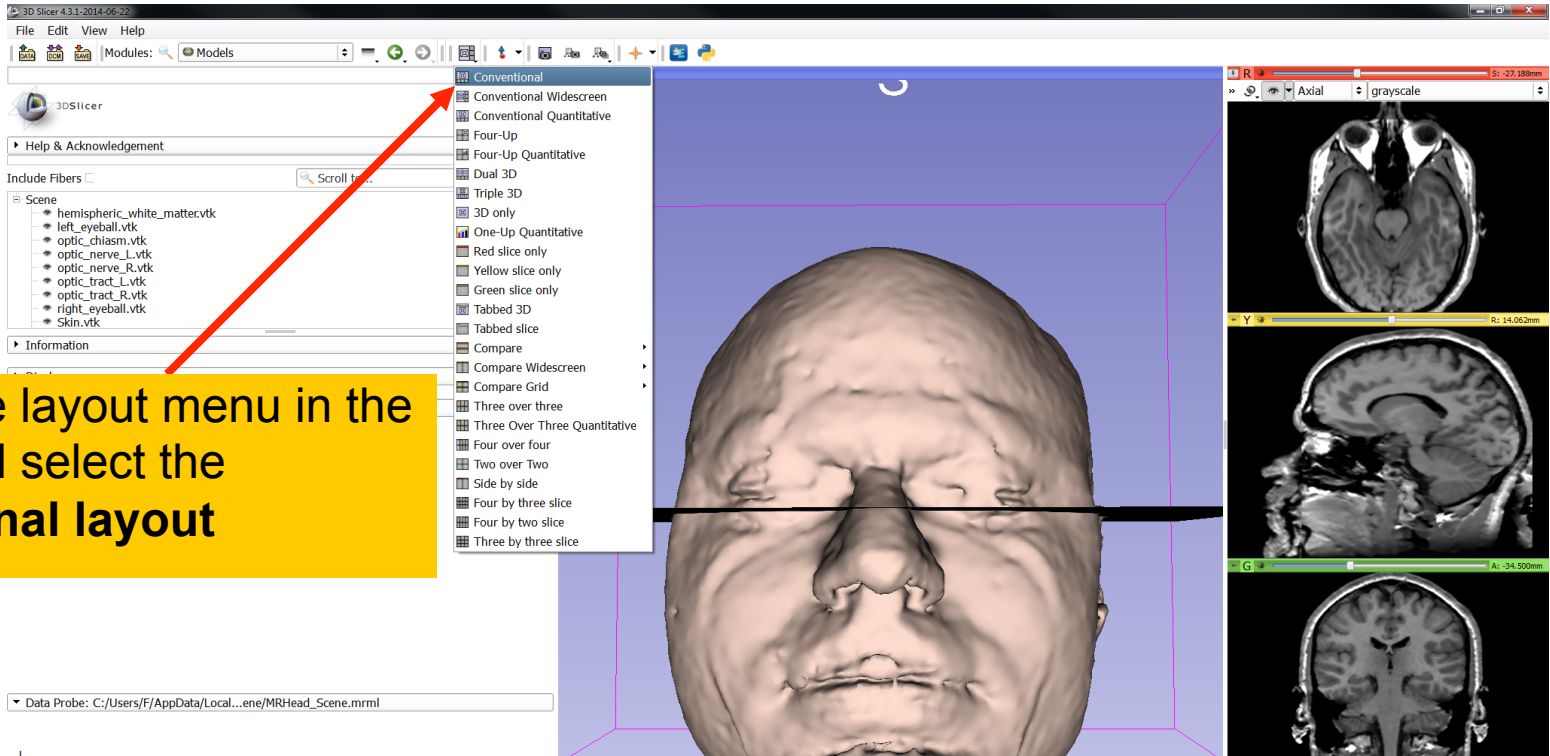 3D Slicer 4.3.1-2014-06-22
File Edit View Help
DATA DCM SAVE Modules: Models
3DSlicer
Help & Acknowledgement
Include Fibers
Scroll to...
Scene
hemispheric_white_matter.vtk
left_eyeball.vtk
optic_chiasm.vtk
optic_nerve_L.vtk
optic_nerve_R.vtk
optic_tract_L.vtk
optic_tract_R.vtk
right_eyeball.vtk
Skin.vtk
Information
layout menu in the
select the
layout
Data Probe: C:/Users/F/AppData/Local...ene/MRHead_Scene.mrml
Conventional
Conventional Widescreen
Conventional Quantitative
Four-Up
Four-Up Quantitative
Dual 3D
Triple 3D
3D only
One-Up Quantitative
Red slice only
Yellow slice only
Green slice only
Tabbed 3D
Tabbed slice
Compare
Compare Widescreen
Compare Grid
Three over three
Three Over Three Quantitative
Four over four
Two over Two
Side by side
Four by three slice
Four by two slice
Three by three slice
R S: -27.188mm
» Axial grayscale
Y R: 14.062mm
G A: -34.500mm